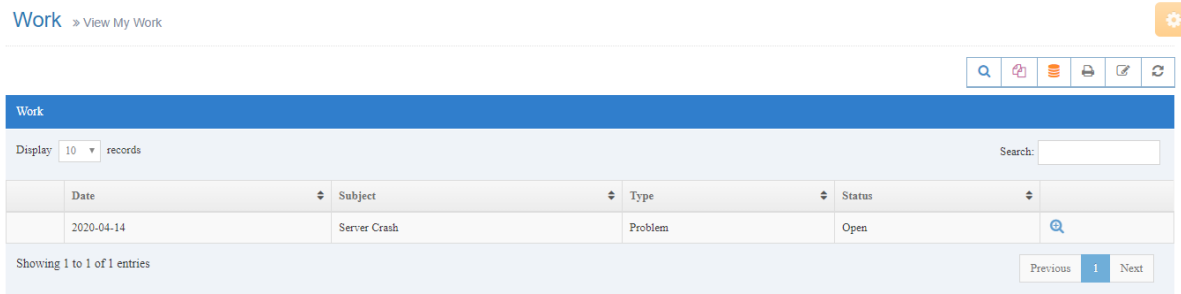 Work » View My Work
Work
Display 10 records Search:
Date Subject Type Status
2020-04-14 Server Crash Problem Open
Showing 1 to 1 of 1 entries Previous 1 Next